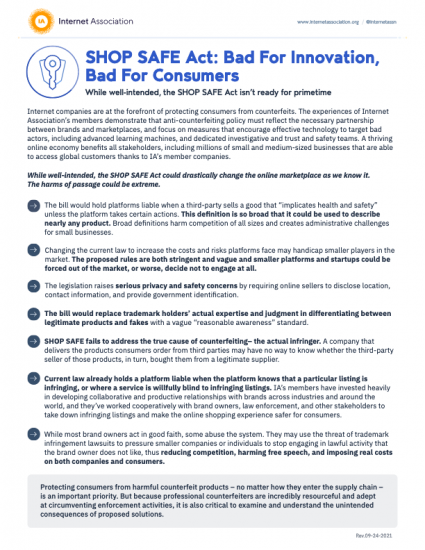 IA Internet Association
www.internetassociation.org | @internetassn
SHOP SAFE Act: Bad For Innovation,
Bad For Consumers
While well-intended, the SHOP SAFE Act isn't ready for primetime
Internet companies are at the forefront of protecting consumers from counterfeits. The experiences of Internet
Association's members demonstrate that anti-counterfeiting policy must reflect the necessary partnership
between brands and marketplaces, and focus on measures that encourage effective technology to target bad
actors, including advanced learning machines, and dedicated investigation and trust and safety teams. A thriving
online economy benefits all stakeholders, including millions of small and medium-sized businesses that are able
to access global customers thanks to IA's member companies.
While well-intended, the SHOP SAFE Act could drastically change the online marketplace as we know it.
The harms of passage could be extreme.
The bill would hold platforms liable when a third-party sells a good that "implicates health and safety"
unless the platform takes certain actions. This definition is so broad that it could be used to describe
nearly any product. Broad definitions harm competition of all sizes and creates administrative challenges
for small businesses.
Changing the current law to increase the costs and risks platforms face may handicap smaller players in the
market. The proposed rules are both stringent and vague and smaller platforms and startups could be
forced out of the market, or worse, decide not to engage at all.
The legislation raises serious privacy and safety concerns by requiring online sellers to disclose location,
contact information, and provide government identification.
The bill would replace trademark holders' actual expertise and judgment in differentiating between
legitimate products and fakes with a vague "reasonable awareness" standard.
SHOP SAFE fails to address the true cause of counterfeiting– the actual infringer. A company that
delivers the products consumers order from third parties may have no way to know whether the third-party
seller of those products, in turn, bought them from a legitimate supplier.
Current law already holds a platform liable when the platform knows that a particular listing is
infringing, or where a service is willfully blind to infringing listings. IA's members have invested heavily
in developing collaborative and productive relationships with brands across industries and around the
world, and they've worked cooperatively with brand owners, law enforcement, and other stakeholders to
take down infringing listings and make the online shopping experience safer for consumers.
While most brand owners act in good faith, some abuse the system. They may use the threat of trademark
infringement lawsuits to pressure smaller companies or individuals to stop engaging in lawful activity that
the brand owner does not like, thus reducing competition, harming free speech, and imposing real costs
on both companies and consumers.
Protecting consumers from harmful counterfeit products – no matter how they enter the supply chain –
is an important priority. But because professional counterfeiters are incredibly resourceful and adept
at circumventing enforcement activities, it is also critical to examine and understand the unintended
consequences of proposed solutions.
Rev 09-24-2021